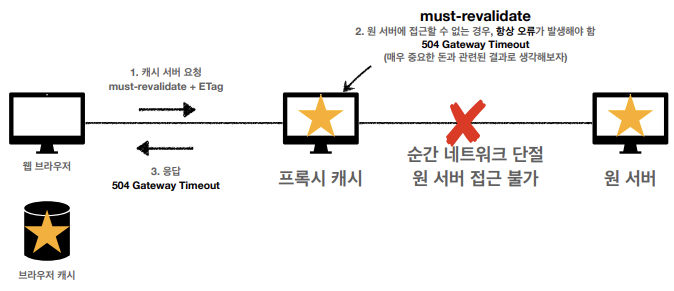 must-revalidate
2. 원 서버에 접근할 수 없는 경우, 항상 오류가 발생해야 함
504 Gateway Timeout
(매우 중요한 돈과 관련된 결과로 생각해보자)
1. 캐시 서버 요청
must-revalidate + ETag
웹 브라우저
3. 응답
504 Gateway Timeout
프록시 캐시
순간 네트워크 단절
원 서버 접근 불가
원 서버
브라우저 캐시